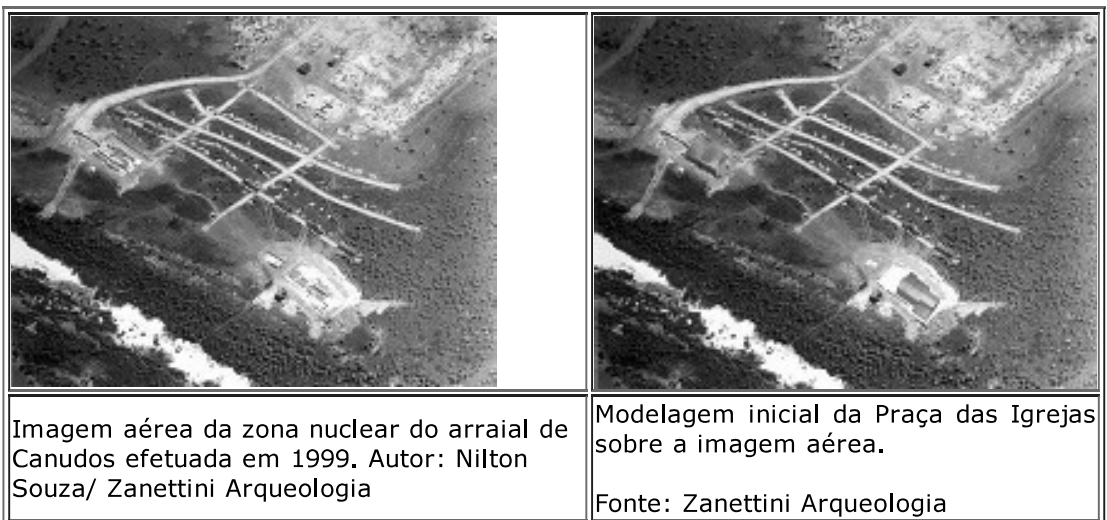 Imagem aérea da zona nuclear do arraial de
Canudos efetuada em 1999. Autor: Nilton
Souza/ Zanettini Arqueologia
Modelagem inicial da Praça das Igrejas
sobre a imagem aérea.
Fonte: Zanettini Arqueologia